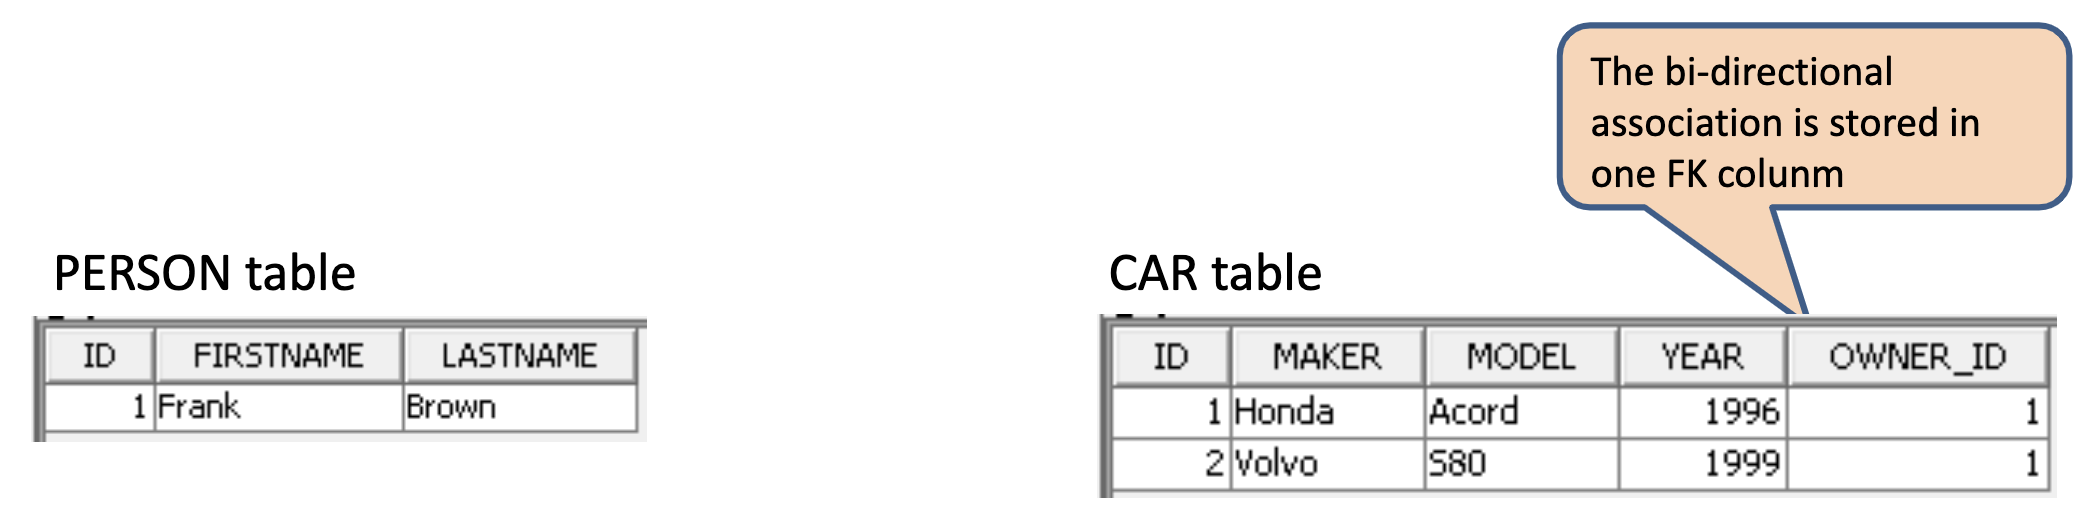 The bi-directional
association is stored in
one FK colunm
PERSON table
CAR table
ID FIRSTNAME LASTNAME
1 Frank Brown
ID MAKER MODEL YEAR OWNER_ID
1 Honda Acord 1996 1
2 Volvo S80 1999 1